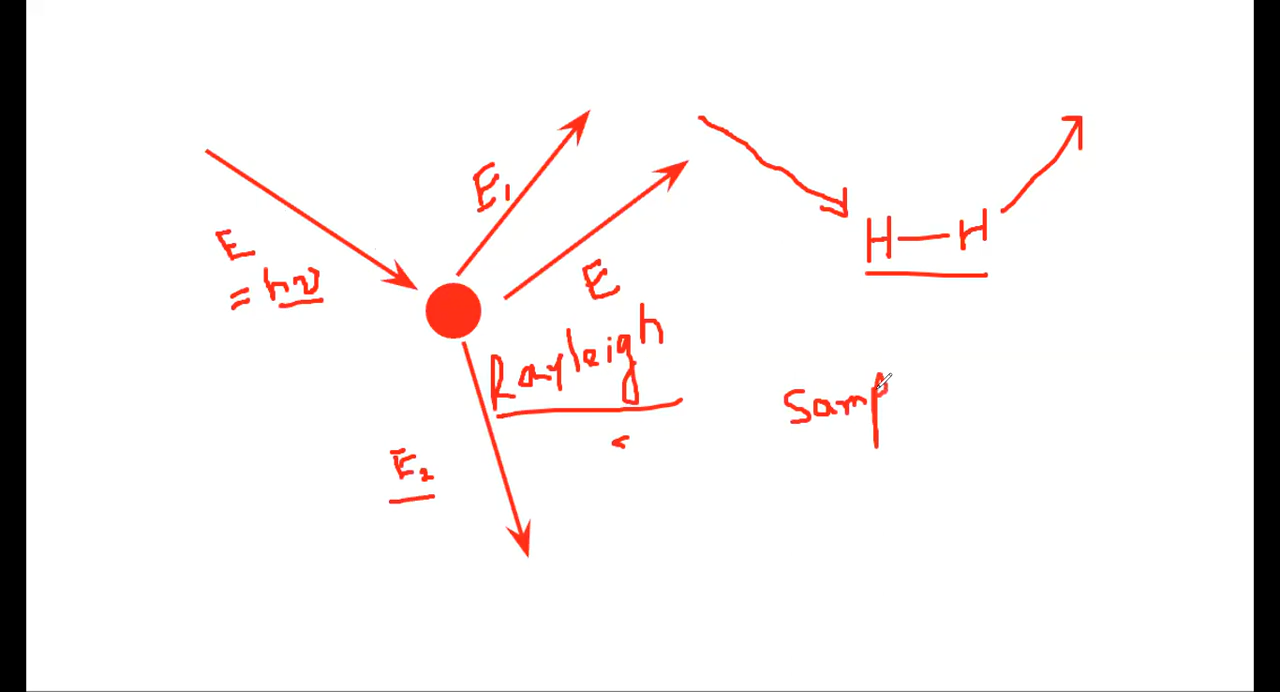 E
= hν
E₁
E
H—H
Rayleigh
Samp
E₂